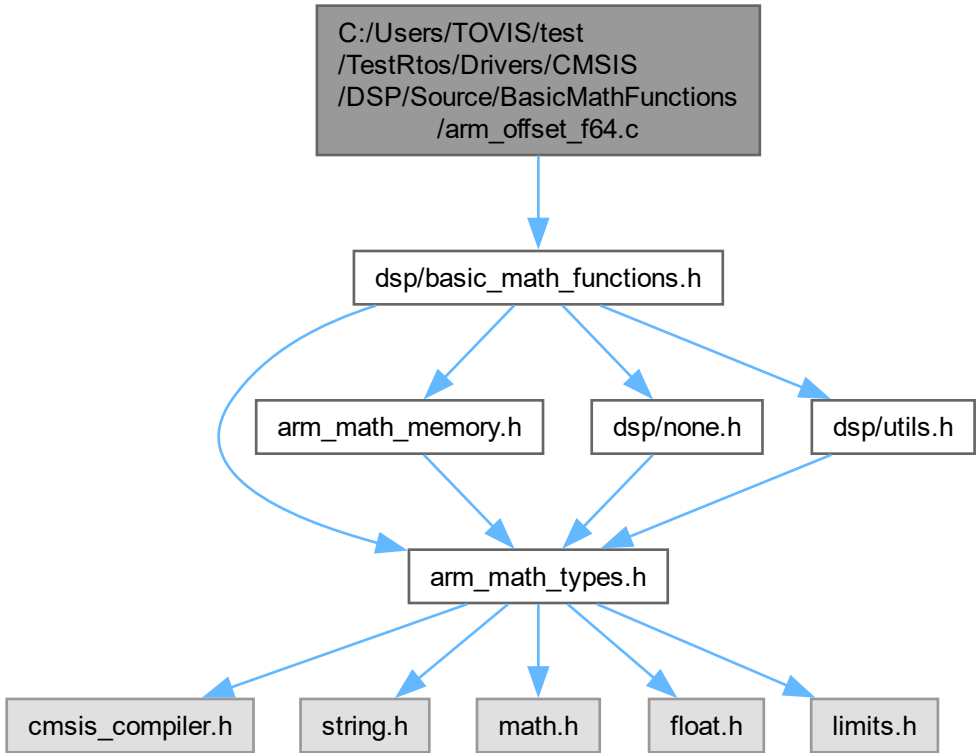 C:/Users/TOVIS/test
/TestRtos/Drivers/CMSIS
/DSP/Source/BasicMathFunctions
/arm_offset_f64.c
dsp/basic_math_functions.h
arm_math_memory.h
dsp/none.h
dsp/utils.h
arm_math_types.h
cmsis_compiler.h
string.h
math.h
float.h
limits.h